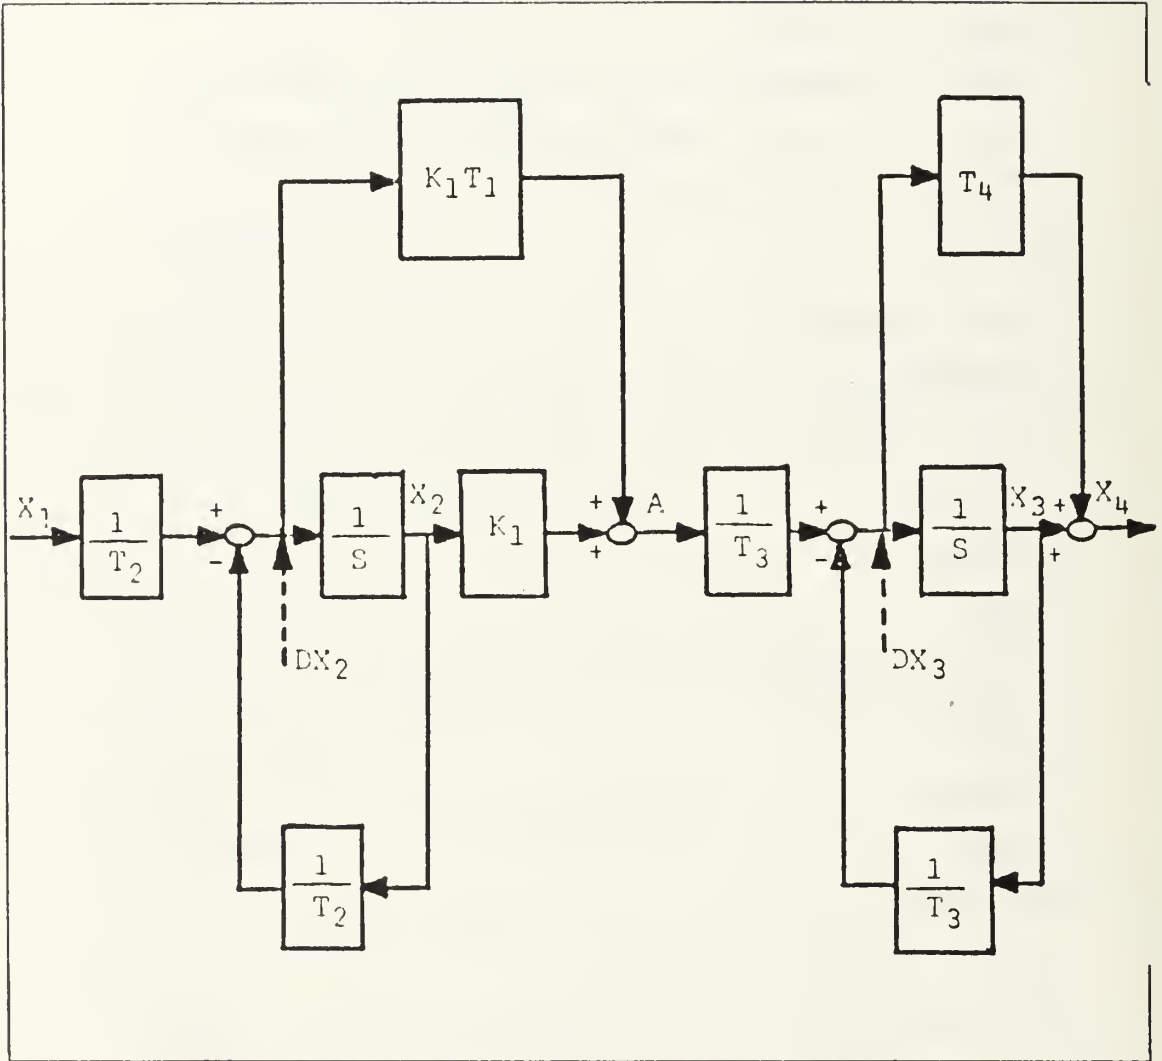 K1T1
T4
X1
1
T2
+
-
1
S
X2
K1
+
+
A
1
T3
+
-
1
S
X3
+
+
X4
DX2
DX3
1
T2
1
T3